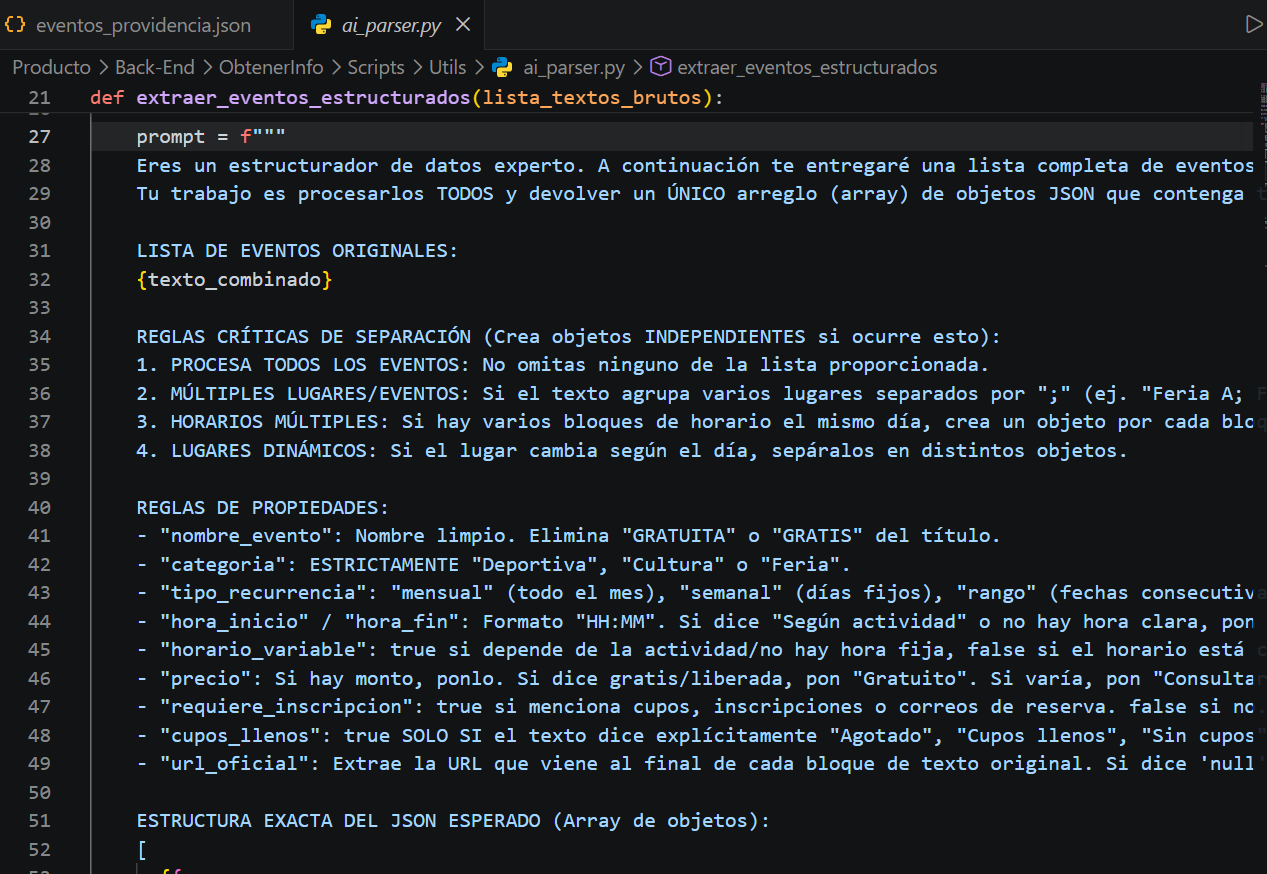 eventos_providencia.json ai_parser.py
Producto > Back-End > ObtenerInfo > Scripts > Utils > ai_parser.py > extraer_eventos_estructurados
21 def extraer_eventos_estructurados(lista_textos_brutos):
27 prompt = f"""
28 Eres un estructurador de datos experto. A continuación te entregaré una lista completa de eventos
29 Tu trabajo es procesarlos TODOS y devolver un ÚNICO arreglo (array) de objetos JSON que contenga
30
31 LISTA DE EVENTOS ORIGINALES:
32 {texto_combinado}
33
34 REGLAS CRÍTICAS DE SEPARACIÓN (Crea objetos INDEPENDIENTES si ocurre esto):
35 1. PROCESA TODOS LOS EVENTOS: No omitas ninguno de la lista proporcionada.
36 2. MÚLTIPLES LUGARES/EVENTOS: Si el texto agrupa varios lugares separados por ";" (ej. "Feria A;
37 3. HORARIOS MÚLTIPLES: Si hay varios bloques de horario el mismo día, crea un objeto por cada bloq
38 4. LUGARES DINÁMICOS: Si el lugar cambia según el día, sepáralos en distintos objetos.
39
40 REGLAS DE PROPIEDADES:
41 - "nombre_evento": Nombre limpio. Elimina "GRATUITA" o "GRATIS" del título.
42 - "categoria": ESTRICTAMENTE "Deportiva", "Cultura" o "Feria".
43 - "tipo_recurrencia": "mensual" (todo el mes), "semanal" (días fijos), "rango" (fechas consecutiva
44 - "hora_inicio" / "hora_fin": Formato "HH:MM". Si dice "Según actividad" o no hay hora clara, pon
45 - "horario_variable": true si depende de la actividad/no hay hora fija, false si el horario está
46 - "precio": Si hay monto, ponlo. Si dice gratis/liberada, pon "Gratuito". Si varía, pon "Consultar
47 - "requiere_inscripcion": true si menciona cupos, inscripciones o correos de reserva. false si no.
48 - "cupos_llenos": true SOLO SI el texto dice explícitamente "Agotado", "Cupos llenos", "Sin cupos"
49 - "url_oficial": Extrae la URL que viene al final de cada bloque de texto original. Si dice 'null'
50
51 ESTRUCTURA EXACTA DEL JSON ESPERADO (Array de objetos):
52 [